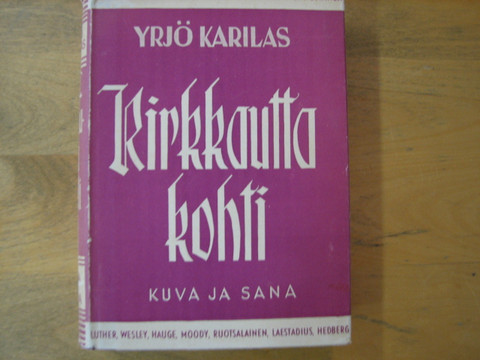 YRJÖ KARILAS
Kirkkautta
kohti
KUVA JA SANA
LUTHER, WESLEY, HAUGE, MOODY, RUOTSALAINEN, LAESTADIUS, HEDBERG